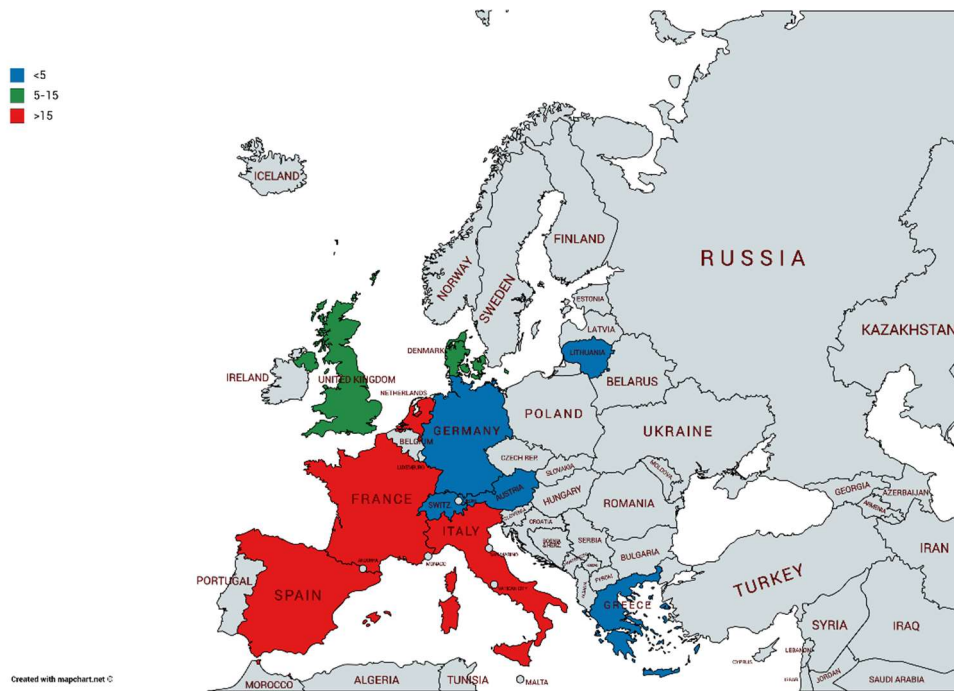 <5
5-15
>15
ICELAND
FINLAND
NORWAY
SWEDEN
RUSSIA
ESTONIA
LATVIA
KAZAKHSTAN
LITHUANIA
DENMARK
BELARUS
IRELAND
UNITED KINGDOM
NETHERLANDS
POLAND
GERMANY
UKRAINE
BELGIUM
CZECH REP.
SLOVAKIA
MOLDOVA
AUSTRIA
HUNGARY
FRANCE
SWITZ.
ROMANIA
GEORGIA
AZERBAIJAN
ARMENIA
SLOVENIA
CROATIA
ITALY
SERBIA
MONACO
BULGARIA
IRAN
PORTUGAL
SPAIN
TURKEY
GREECE
SYRIA
IRAQ
LEBANON
CYPRUS
JORDAN
MALTA
MOROCCO
ALGERIA
TUNISIA
SAUDI ARABIA
Created with mapchart.net ©